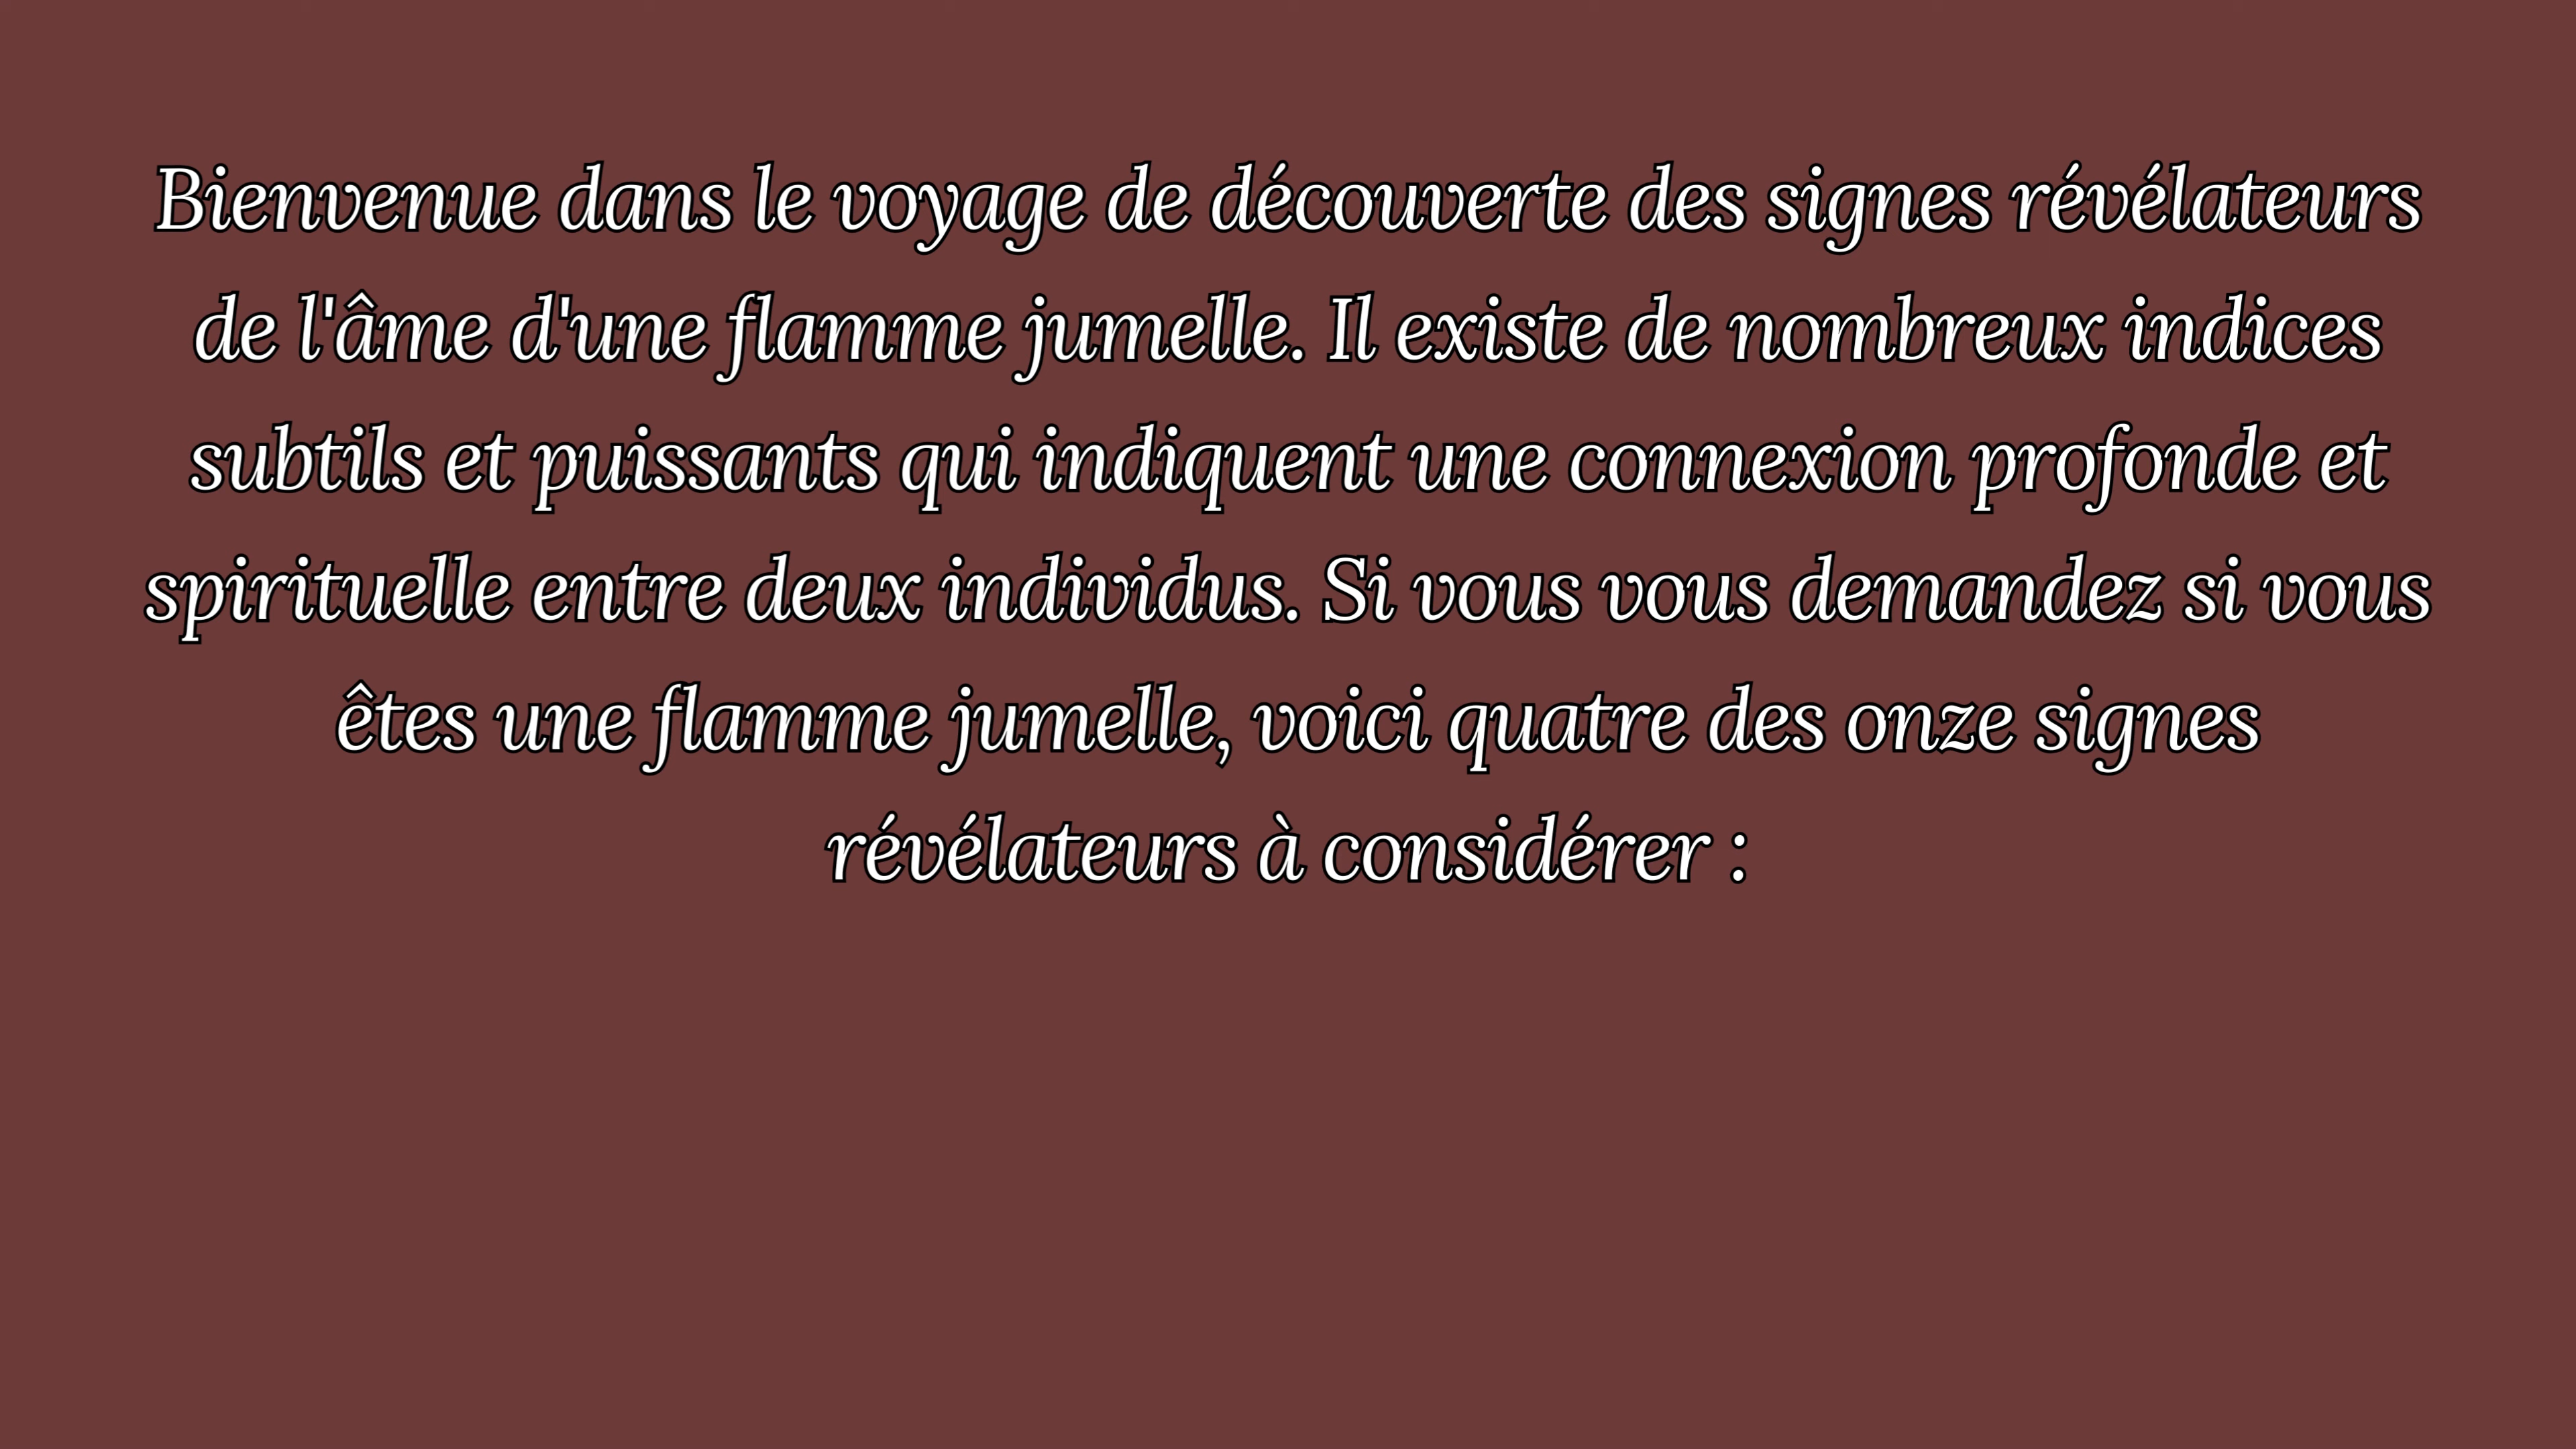 Bienvenue dans le voyage de découverte des signes révélateurs
de l'âme d'une flamme jumelle. Il existe de nombreux indices
subtils et puissants qui indiquent une connexion profonde et
spirituelle entre deux individus. Si vous vous demandez si vous
êtes une flamme jumelle, voici quatre des onze signes
révélateurs à considérer :